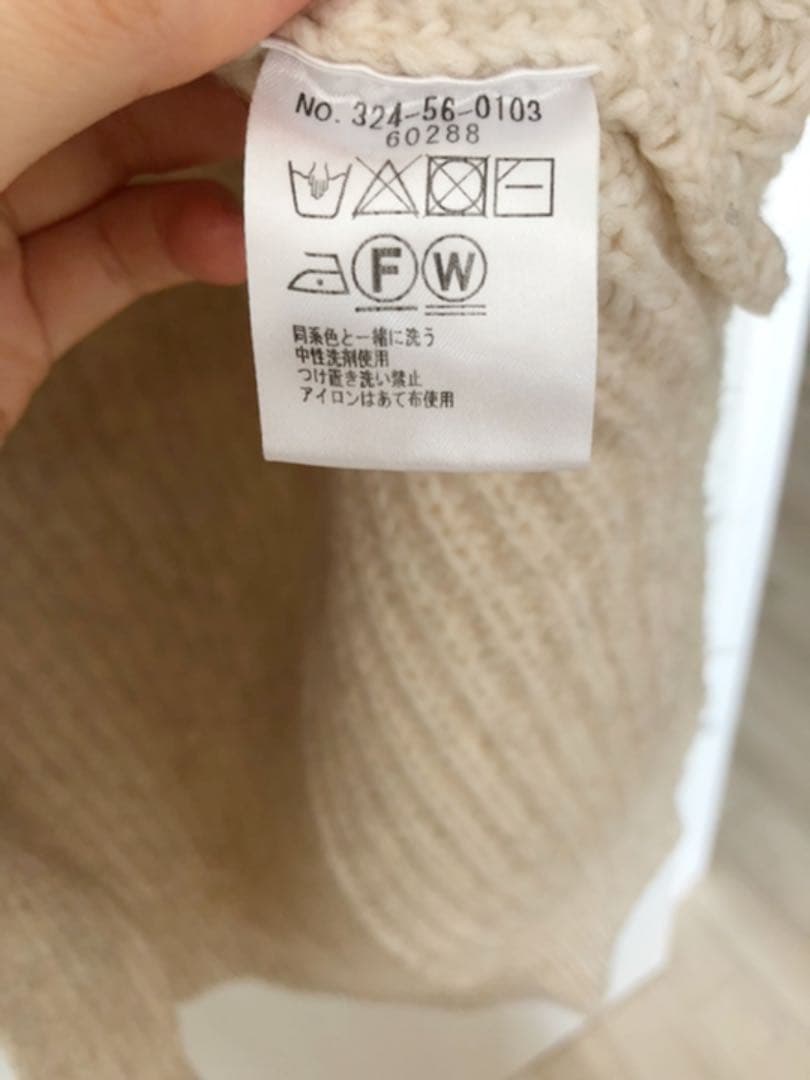 NO. 324-56-0103
60288
F W
同系色と一緒に洗う
中性洗剤使用
つけ置き洗い禁止
アイロンはあて布使用